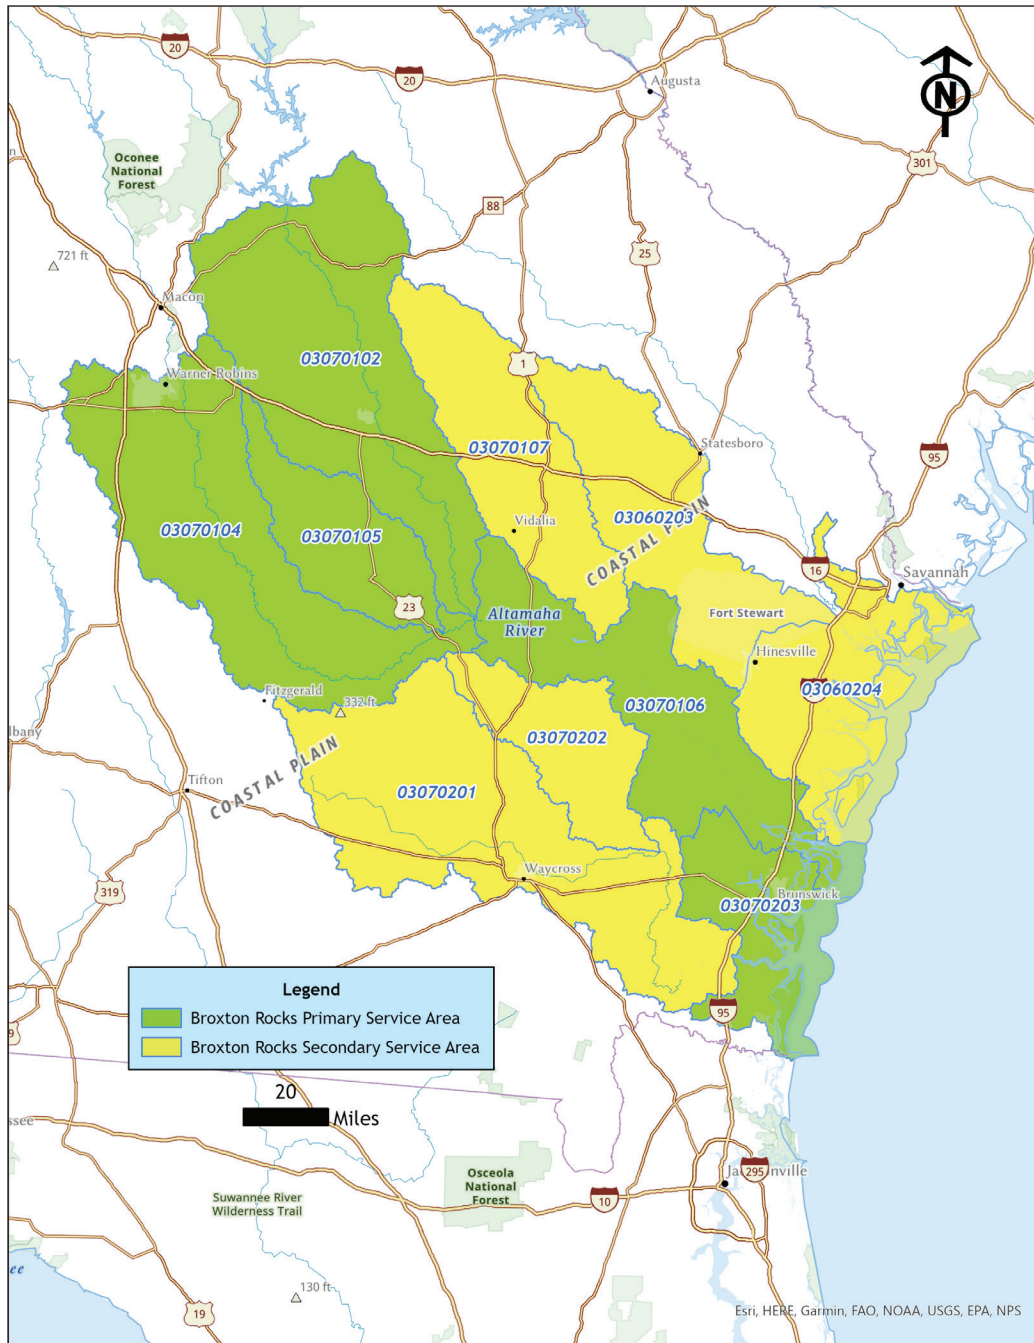 20
20
Augusta
N
Oconee
National
Forest
301
88
25
721 ft
Macon
03070102
1
Warner Robins
03070107
Statesboro
95
03060203
03070104
03070105
Vidalia
COASTAL PLAIN
16
Savannah
23
Altamaha
River
Fort Stewart
Hinesville
03060204
Fitzgerald
332 ft
03070106
lbany
03070202
COASTAL PLAIN
Tifton
03070201
Waycross
319
Brunswick
03070203
Legend
Broxton Rocks Primary Service Area
Broxton Rocks Secondary Service Area
95
9
20
Miles
ssee
Osceola
National
Forest
295
Ja nville
10
Suwannee River
Wilderness Trail
ee
130 ft
19
Esri, HERE, Garmin, FAO, NOAA, USGS, EPA, NPS